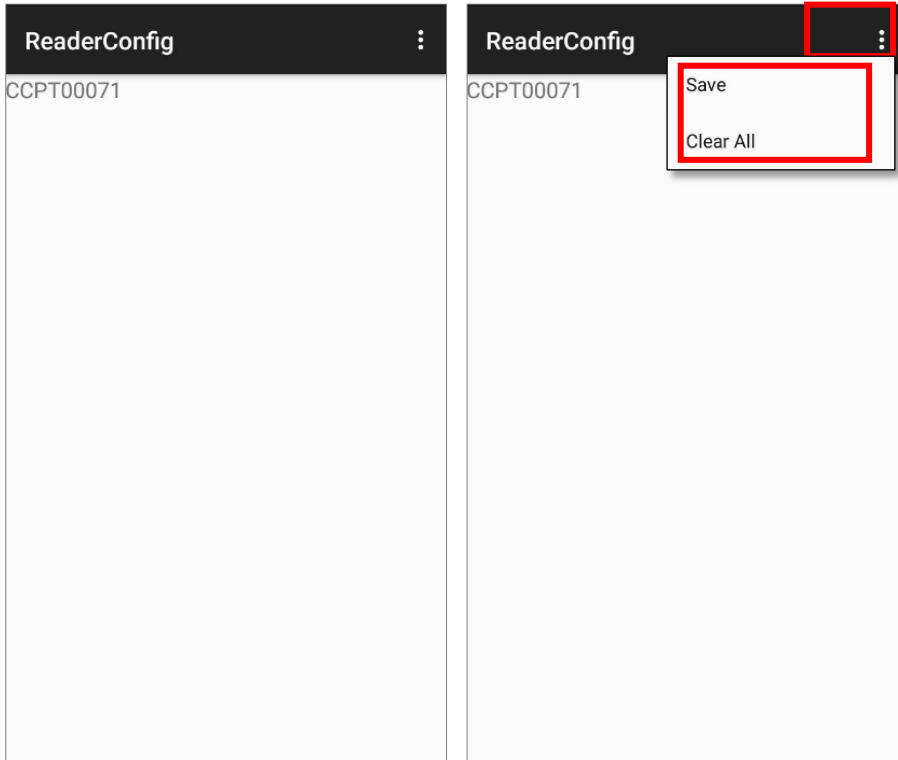 ReaderConfig
CCPT00071
ReaderConfig
CCPT00071
Save
Clear All